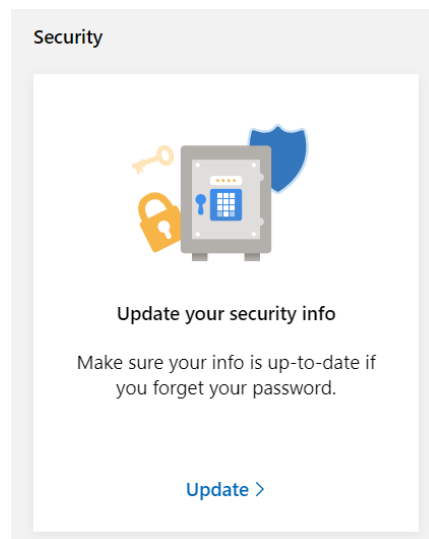 Security
Update your security info
Make sure your info is up-to-date if
you forget your password.
Update >